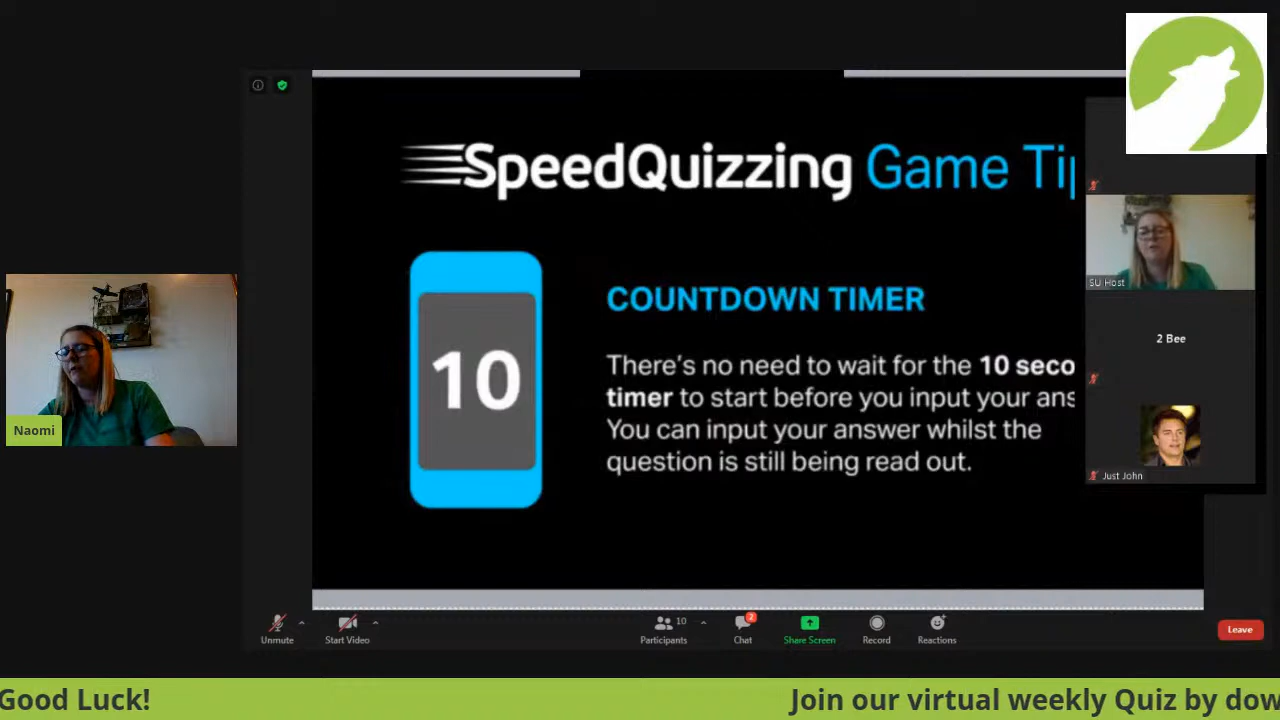 SpeedQuizzing Game Tip
COUNTDOWN TIMER
10
There's no need to wait for the 10 seco
timer to start before you input your ans
You can input your answer whilst the
question is still being read out.
SU Host
2 Bee
Just John
Naomi
Unmute
Start Video
10
Participants
2
Chat
Share Screen
Record
Reactions
Leave
Good Luck!
Join our virtual weekly Quiz by dow